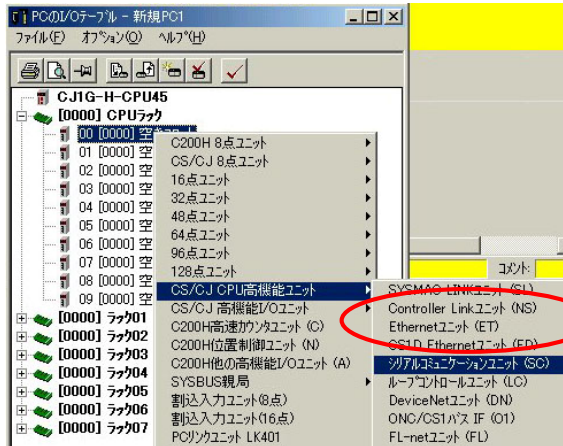 PCのI/Oテーブル - 新規PC1
ファイル(F) オプション(O) ヘルプ(H)
CJ1G-H-CPU45
[0000] CPUラック
00 [0000] 空きスロット
01 [0000] 空
02 [0000] 空
03 [0000] 空
04 [0000] 空
05 [0000] 空
06 [0000] 空
07 [0000] 空
08 [0000] 空
09 [0000] 空
[0000] ラック01
[0000] ラック02
[0000] ラック03
[0000] ラック04
[0000] ラック05
[0000] ラック06
[0000] ラック07
C200H 8点ユニット
CS/CJ 8点ユニット
16点ユニット
32点ユニット
48点ユニット
64点ユニット
96点ユニット
128点ユニット
CS/CJ CPU高機能ユニット
CS/CJ 高機能I/Oユニット
C200H高速カウンタユニット (C)
C200H位置制御ユニット (N)
C200H他の高機能I/Oユニット (A)
SYSBUS親局
割込入力ユニット(8点)
割込入力ユニット(16点)
PCリンクユニット LK401
コメント:
SYSMAC LINKユニット (SL)
Controller Linkユニット (NS)
Ethernetユニット (ET)
CS1D Ethernetユニット (ED)
シリアルコミュニケーションユニット (SC)
ループコントロールユニット (LC)
DeviceNetユニット (DN)
ONC/CS1バス IF (O1)
FL-netユニット (FL)